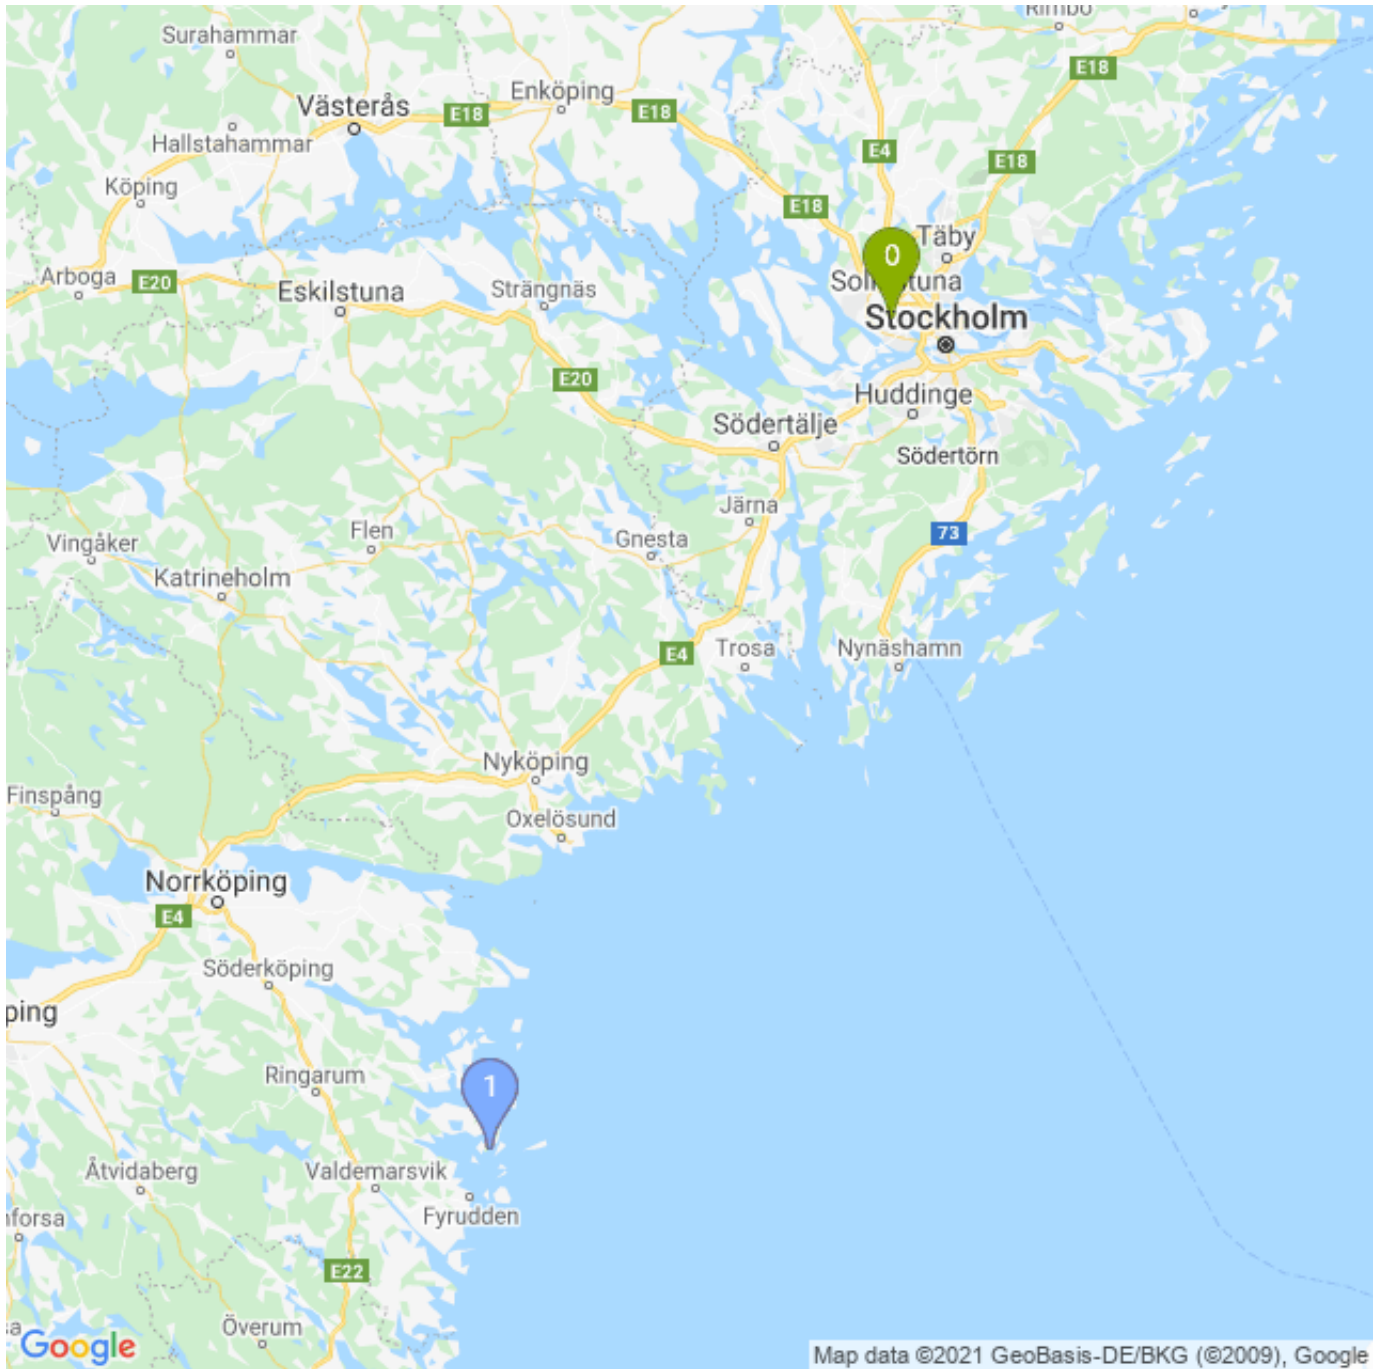 Surahammar
Rimbo
E18
Västerås
Enköping
E18
E18
Hallstahammar
E4
E18
Köping
E18
Täby
0
Arboga
E20
Eskilstuna
Strängnäs
Stockholm
E20
Huddinge
Södertälje
Södertörn
Järna
Flen
Gnesta
73
Vingåker
Katrineholm
E4
Trosa
Nynäshamn
Nyköping
Finspång
Oxelösund
Norrköping
E4
Söderköping
ping
Ringarum
1
Åtvidaberg
Valdemarsvik
Fyrudden
forsa
E22
Överum
sa
Google
Map data ©2021 GeoBasis-DE/BKG (©2009), Google